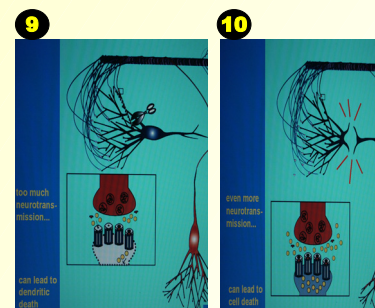 9
too much
neurotrans-
mission...
can lead to
dendritic
death
10
even more
neurotrans-
mission...
can lead to
cell death